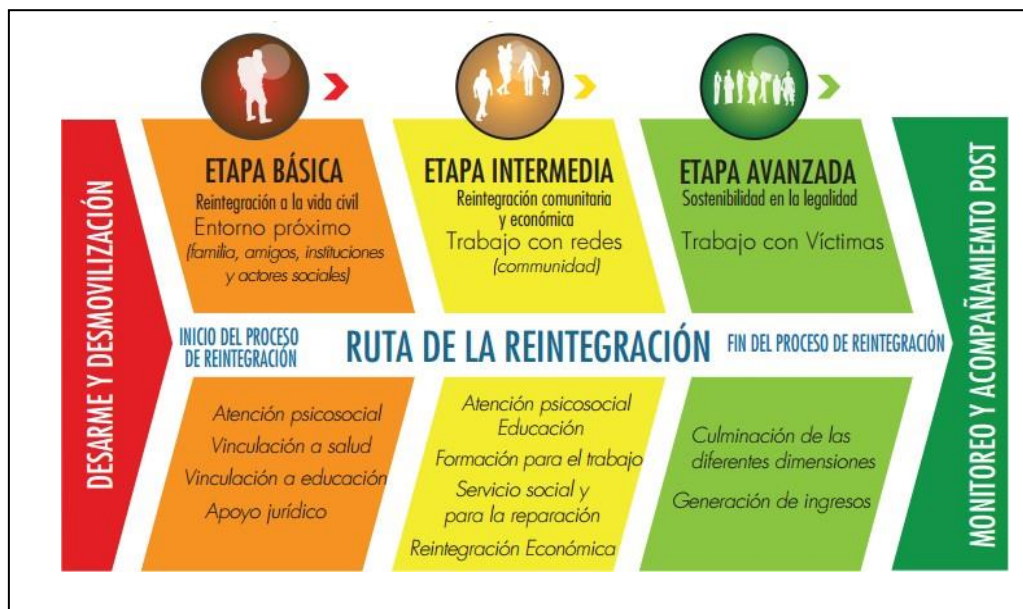 DESARME Y DESMOVILIZACIÓN
ETAPA BÁSICA
Reintegración a la vida civil
Entorno próximo
(familia, amigos, instituciones
y actores sociales)
ETAPA INTERMEDIA
Reintegración comunitaria
y económica
Trabajo con redes
(communidad)
ETAPA AVANZADA
Sostenibilidad en la legalidad
Trabajo con Víctimas
INICIO DEL PROCESO
DE REINTEGRACIÓN
RUTA DE LA REINTEGRACIÓN
FIN DEL PROCESO DE REINTEGRACIÓN
Atención psicosocial
Vinculación a salud
Vinculación a educación
Apoyo jurídico
Atención psicosocial
Educación
Formación para el trabajo
Servicio social y
para la reparación
Reintegración Económica
Culminación de las
diferentes dimensiones
Generación de ingresos
MONITOREO Y ACOMPAÑAMIEMTO POST